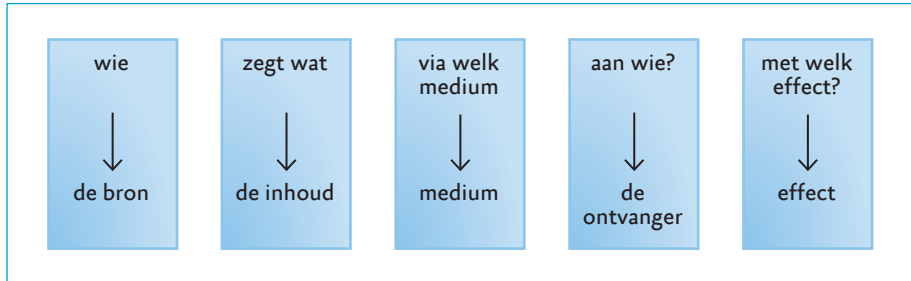 wie
de bron
zegt wat
de inhoud
via welk
medium
medium
aan wie?
de
ontvanger
met welk
effect?
effect